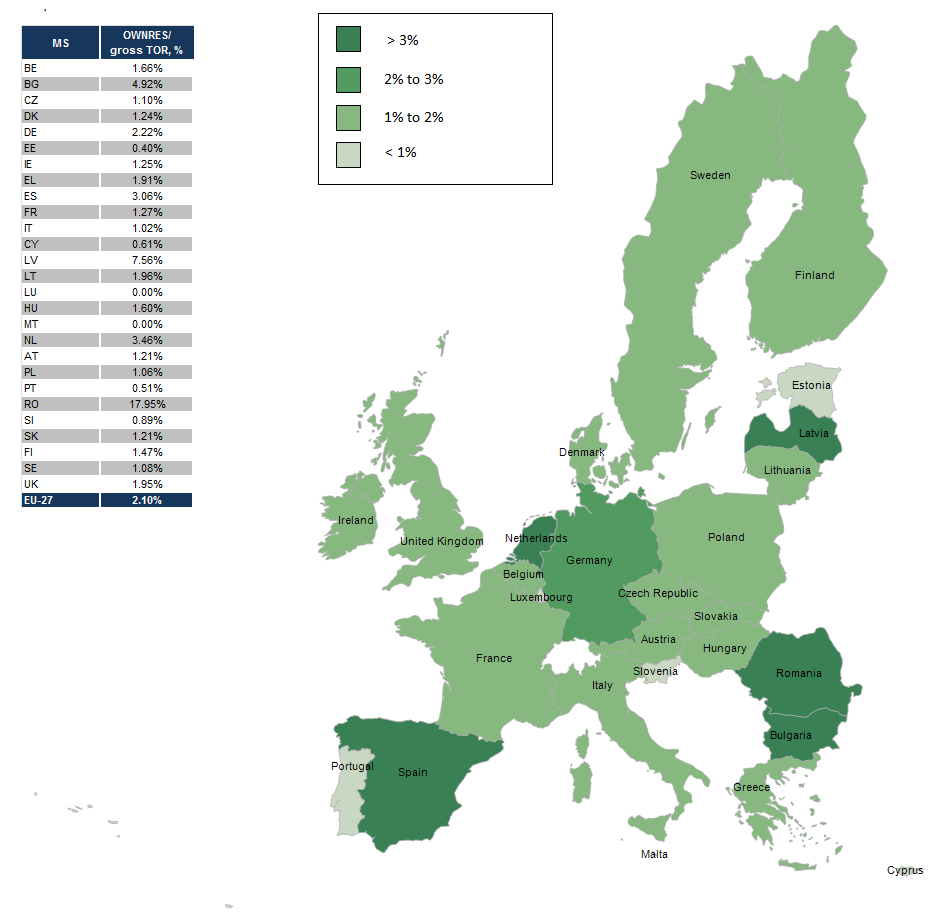 MS OWNRES/ gross TOR, %
BE 1.66%
BG 4.92%
CZ 1.10%
DK 1.24%
DE 2.22%
EE 0.40%
IE 1.25%
EL 1.91%
ES 3.06%
FR 1.27%
IT 1.02%
CY 0.61%
LV 7.56%
LT 1.96%
LU 0.00%
HU 1.60%
MT 0.00%
NL 3.46%
AT 1.21%
PL 1.06%
PT 0.51%
RO 17.95%
SI 0.89%
SK 1.21%
FI 1.47%
SE 1.08%
UK 1.95%
EU-27 2.10%
> 3%
2% to 3%
1% to 2%
< 1%
Sweden
Finland
Estonia
Latvia
Denmark
Lithuania
Ireland
United Kingdom
Netherlands
Poland
Germany
Belgium
Luxembourg
Czech Republic
Slovakia
Austria
Hungary
France
Slovenia
Italy
Romania
Bulgaria
Portugal
Spain
Greece
Malta
Cyprus